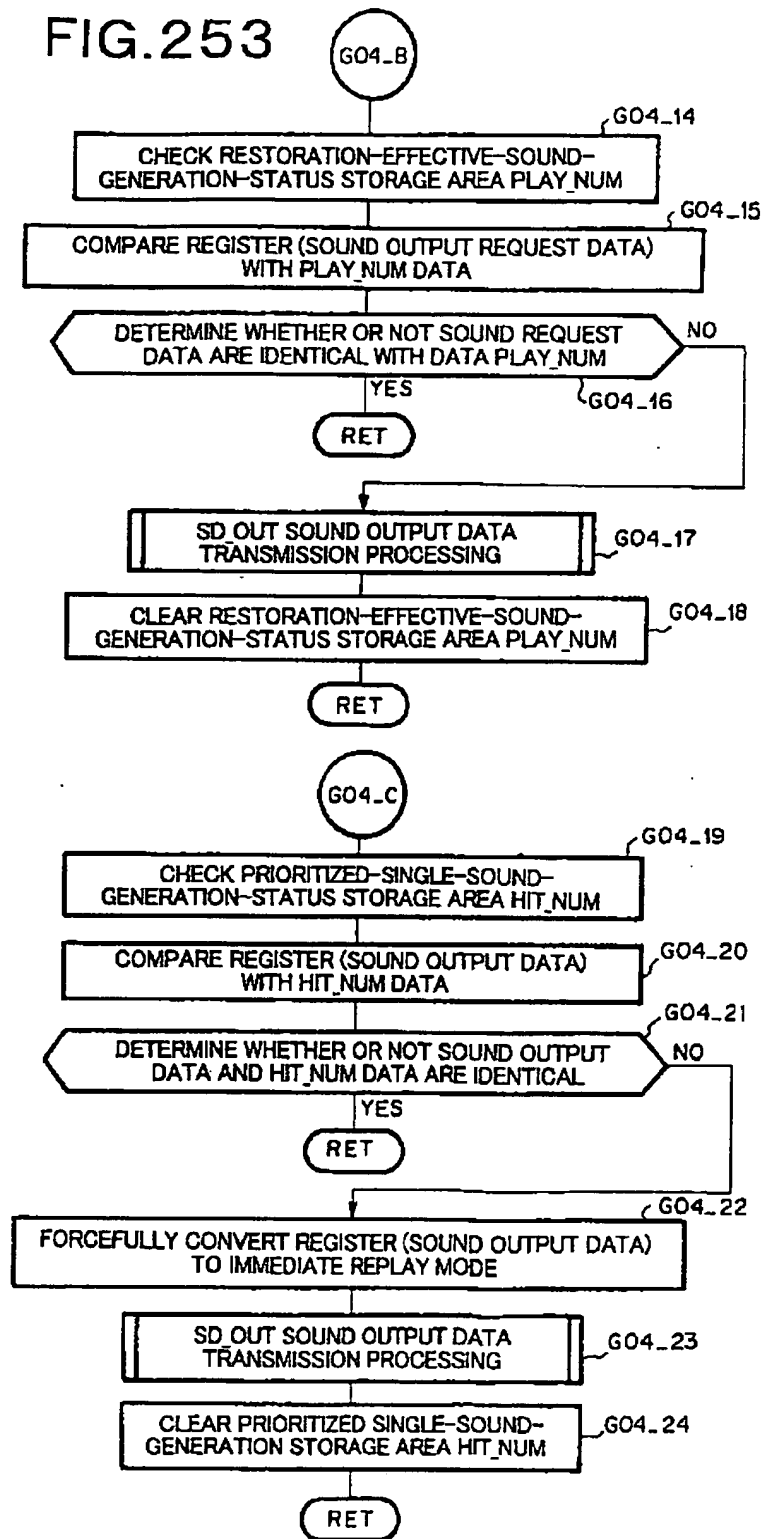 FIG.253
G04_B
G04_14
CHECK RESTORATION-EFFECTIVE-SOUND-
GENERATION-STATUS STORAGE AREA PLAY_NUM
G04_15
COMPARE REGISTER (SOUND OUTPUT REQUEST DATA)
WITH PLAY_NUM DATA
DETERMINE WHETHER OR NOT SOUND REQUEST
DATA ARE IDENTICAL WITH DATA PLAY_NUM
NO
YES
G04_16
RET
SD_OUT SOUND OUTPUT DATA
TRANSMISSION PROCESSING
G04_17
CLEAR RESTORATION-EFFECTIVE-SOUND-
GENERATION-STATUS STORAGE AREA PLAY_NUM
G04_18
RET
G04_C
G04_19
CHECK PRIORITIZED-SINGLE-SOUND-
GENERATION-STATUS STORAGE AREA HIT_NUM
COMPARE REGISTER (SOUND OUTPUT DATA)
WITH HIT_NUM DATA
G04_20
G04_21
DETERMINE WHETHER OR NOT SOUND OUTPUT
DATA AND HIT_NUM DATA ARE IDENTICAL
NO
YES
RET
G04_22
FORCEFULLY CONVERT REGISTER (SOUND OUTPUT DATA)
TO IMMEDIATE REPLAY MODE
SD_OUT SOUND OUTPUT DATA
TRANSMISSION PROCESSING
G04_23
CLEAR PRIORITIZED SINGLE-SOUND-
GENERATION STORAGE AREA HIT_NUM
G04_24
RET